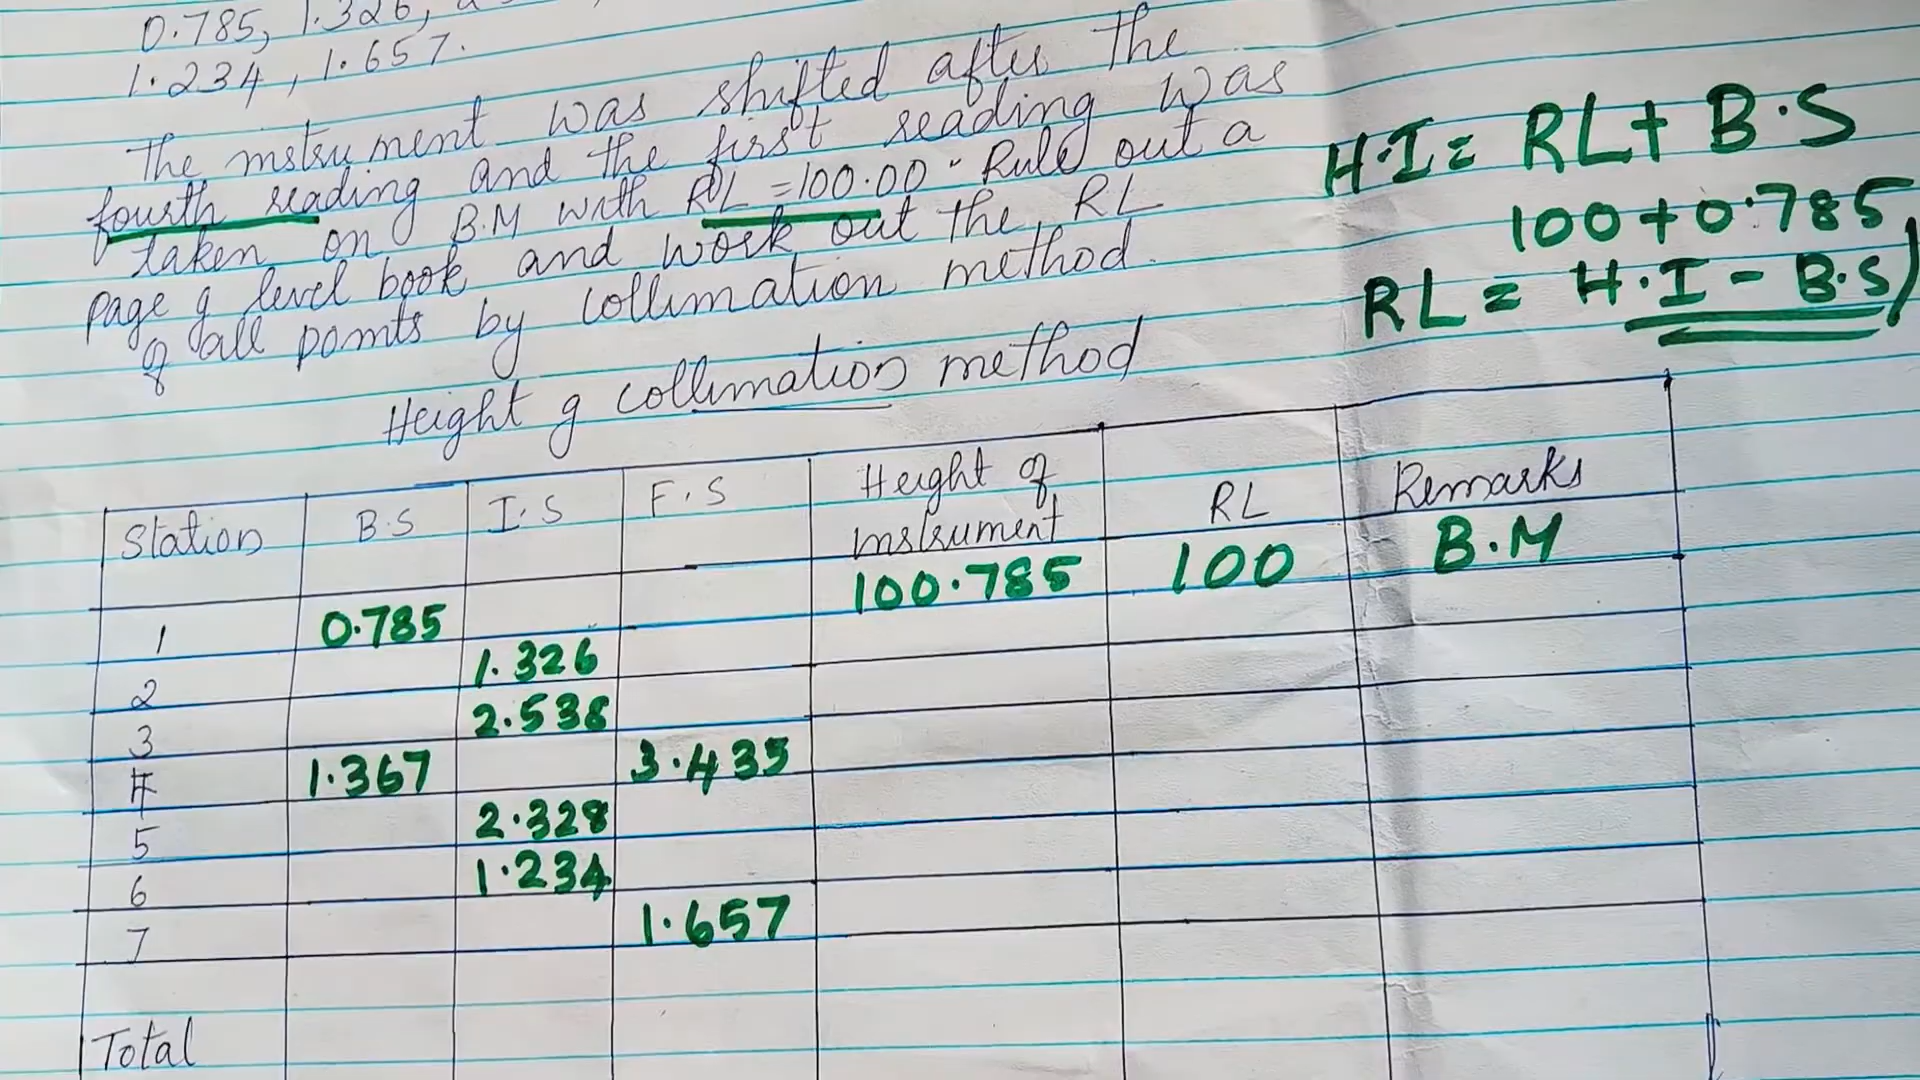 0.785, 1.326,
1.234, 1.657.
The instrument was shifted after the
fourth reading and the first reading was
taken on B.M with RL = 100.00. Rule out a
page of level book and work out the RL
of all points by collimation method.
H.I = RL + B.S
100 + 0.785
RL = H.I - B.S
Height of collimation method
Station B.S I.S F.S Height of instrument RL Remarks
1 0.785 100.785 100 B.M
2 1.326
3 2.538
4 1.367 3.435
5 2.328
6 1.234
7 1.657
Total